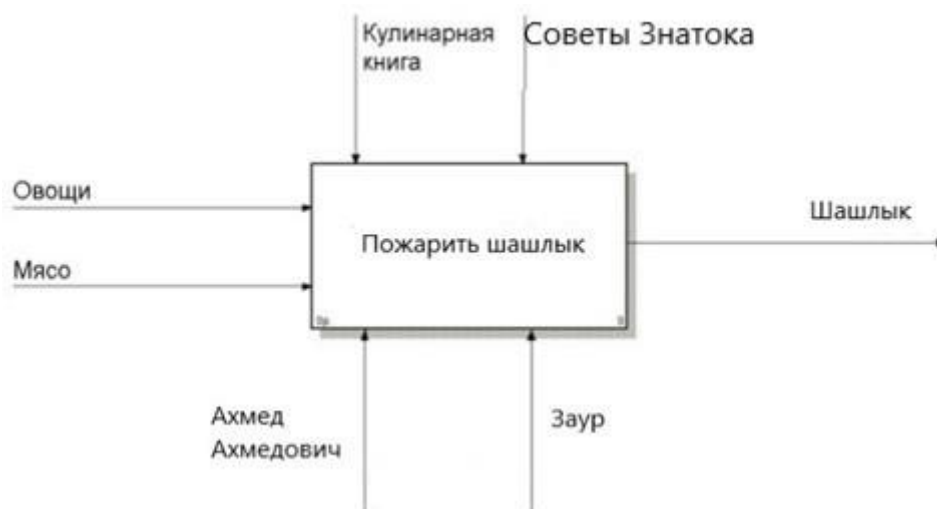 Кулинарная
книга
Советы Знатока
Овощи
Мясо
Пожарить шашлык
Шашлык
Ахмед
Ахмедович
Заур